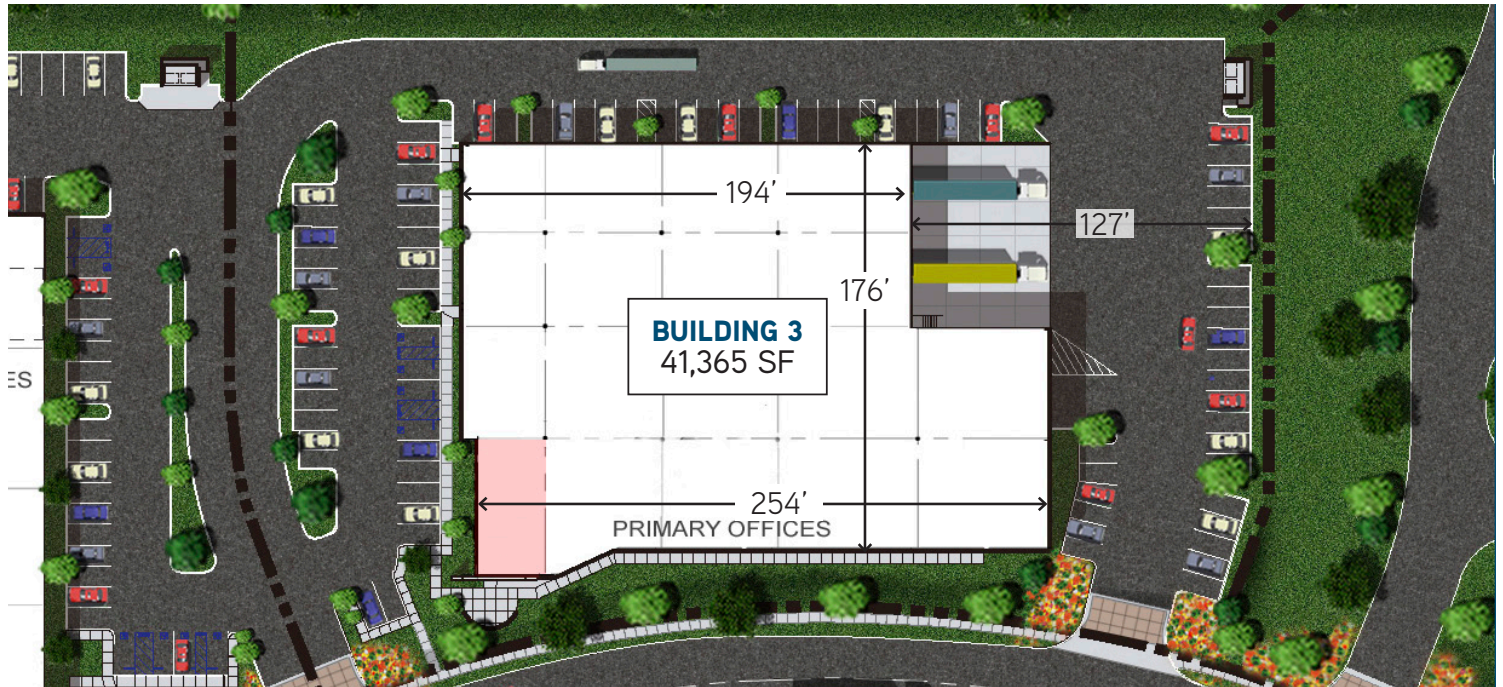 194’
127’
176’
BUILDING 3
41,365 SF
ES
254’
PRIMARY OFFICES